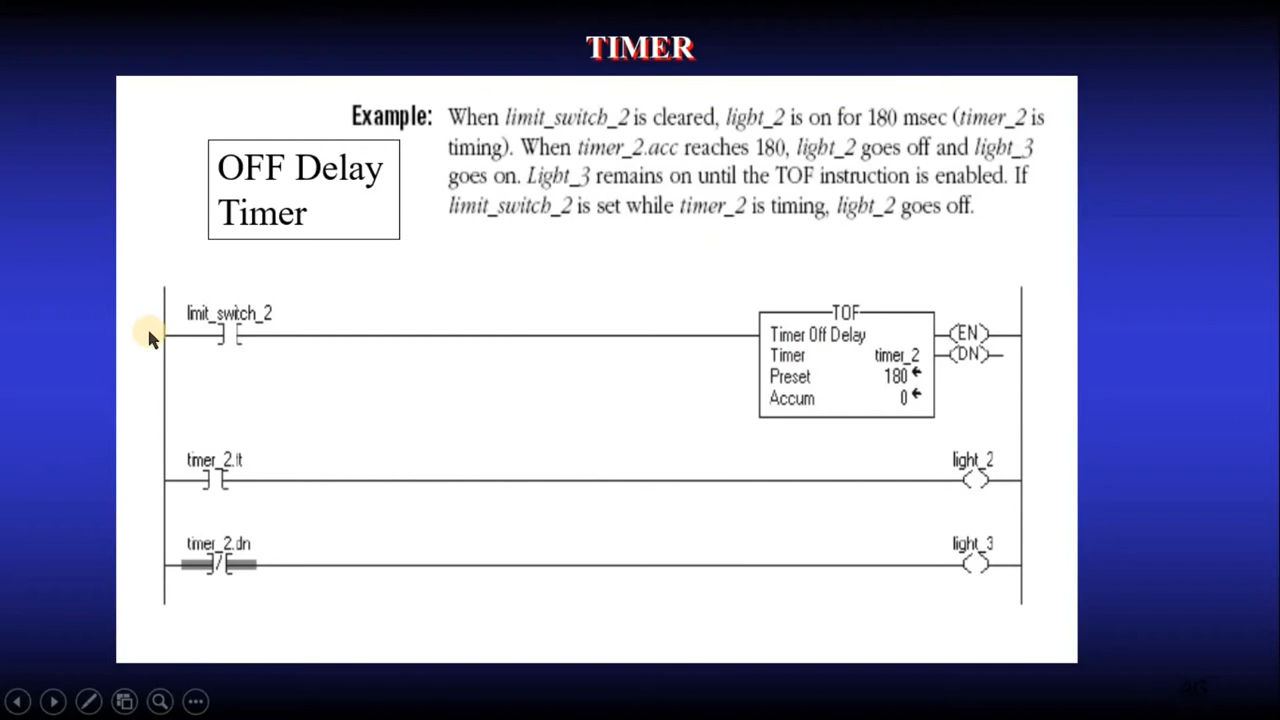 TIMER
Example: When limit_switch_2 is cleared, light_2 is on for 180 msec (timer_2 is
timing). When timer_2.acc reaches 180, light_2 goes off and light_3
goes on. Light_3 remains on until the TOF instruction is enabled. If
limit_switch_2 is set while timer_2 is timing, light_2 goes off.
OFF Delay
Timer
limit_switch_2
TOF
Timer Off Delay
Timer timer_2
Preset 180
Accum 0
EN
DN
timer_2.tt
light_2
timer_2.dn
light_3